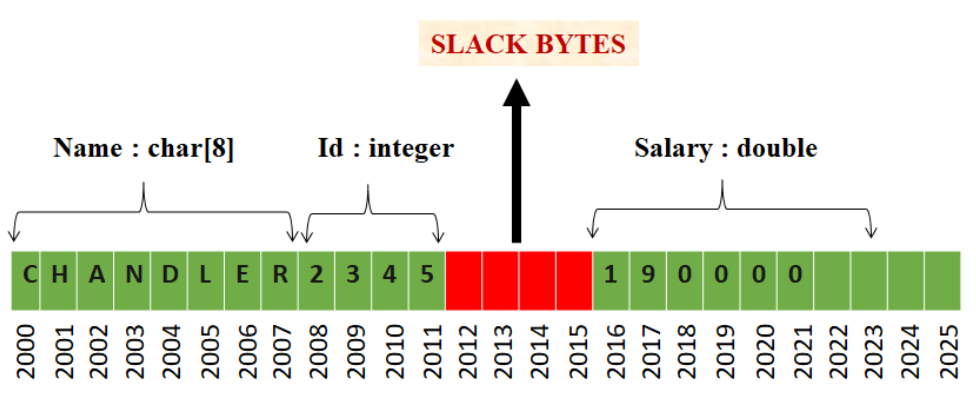 SLACK BYTES
Name : char[8]
Id : integer
Salary : double
C H A N D L E R 2 3 4 5 1 9 0 0 0 0
2000 2001 2002 2003 2004 2005 2006 2007 2008 2009 2010 2011 2012 2013 2014 2015 2016 2017 2018 2019 2020 2021 2022 2023 2024 2025